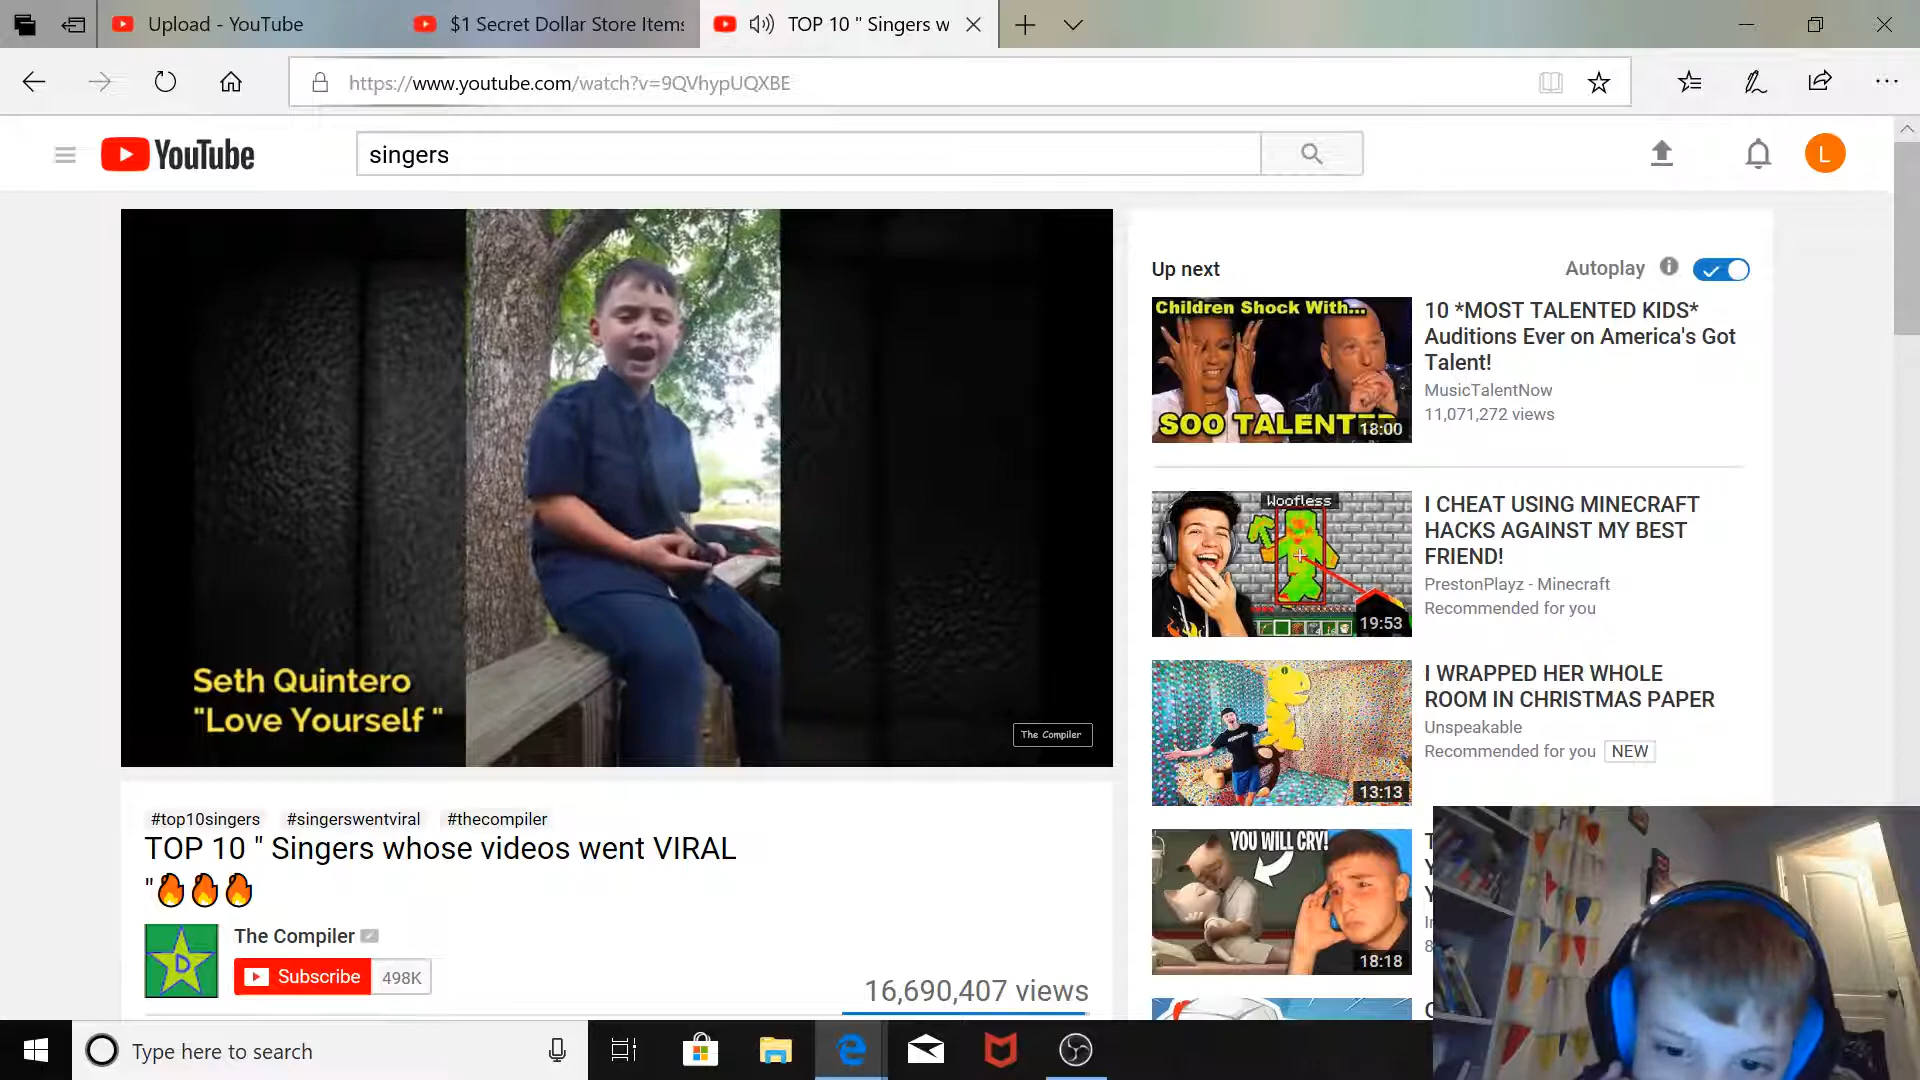 Upload - YouTube
$1 Secret Dollar Store Items
TOP 10 " Singers w
https://www.youtube.com/watch?v=9QVhypUQXBE
YouTube
singers
L
Seth Quintero
"Love Yourself "
The Compiler
#top10singers #singerswentviral #thecompiler
TOP 10 " Singers whose videos went VIRAL
"🔥🔥🔥
D
The Compiler
Subscribe 498K
16,690,407 views
Up next
Autoplay
Children Shock With...
SOO TALENTED
18:00
10 *MOST TALENTED KIDS*
Auditions Ever on America's Got
Talent!
MusicTalentNow
11,071,272 views
Woofless
19:53
I CHEAT USING MINECRAFT
HACKS AGAINST MY BEST
FRIEND!
PrestonPlayz - Minecraft
Recommended for you
13:13
I WRAPPED HER WHOLE
ROOM IN CHRISTMAS PAPER
Unspeakable
Recommended for you NEW
YOU WILL CRY!
18:18
Type here to search